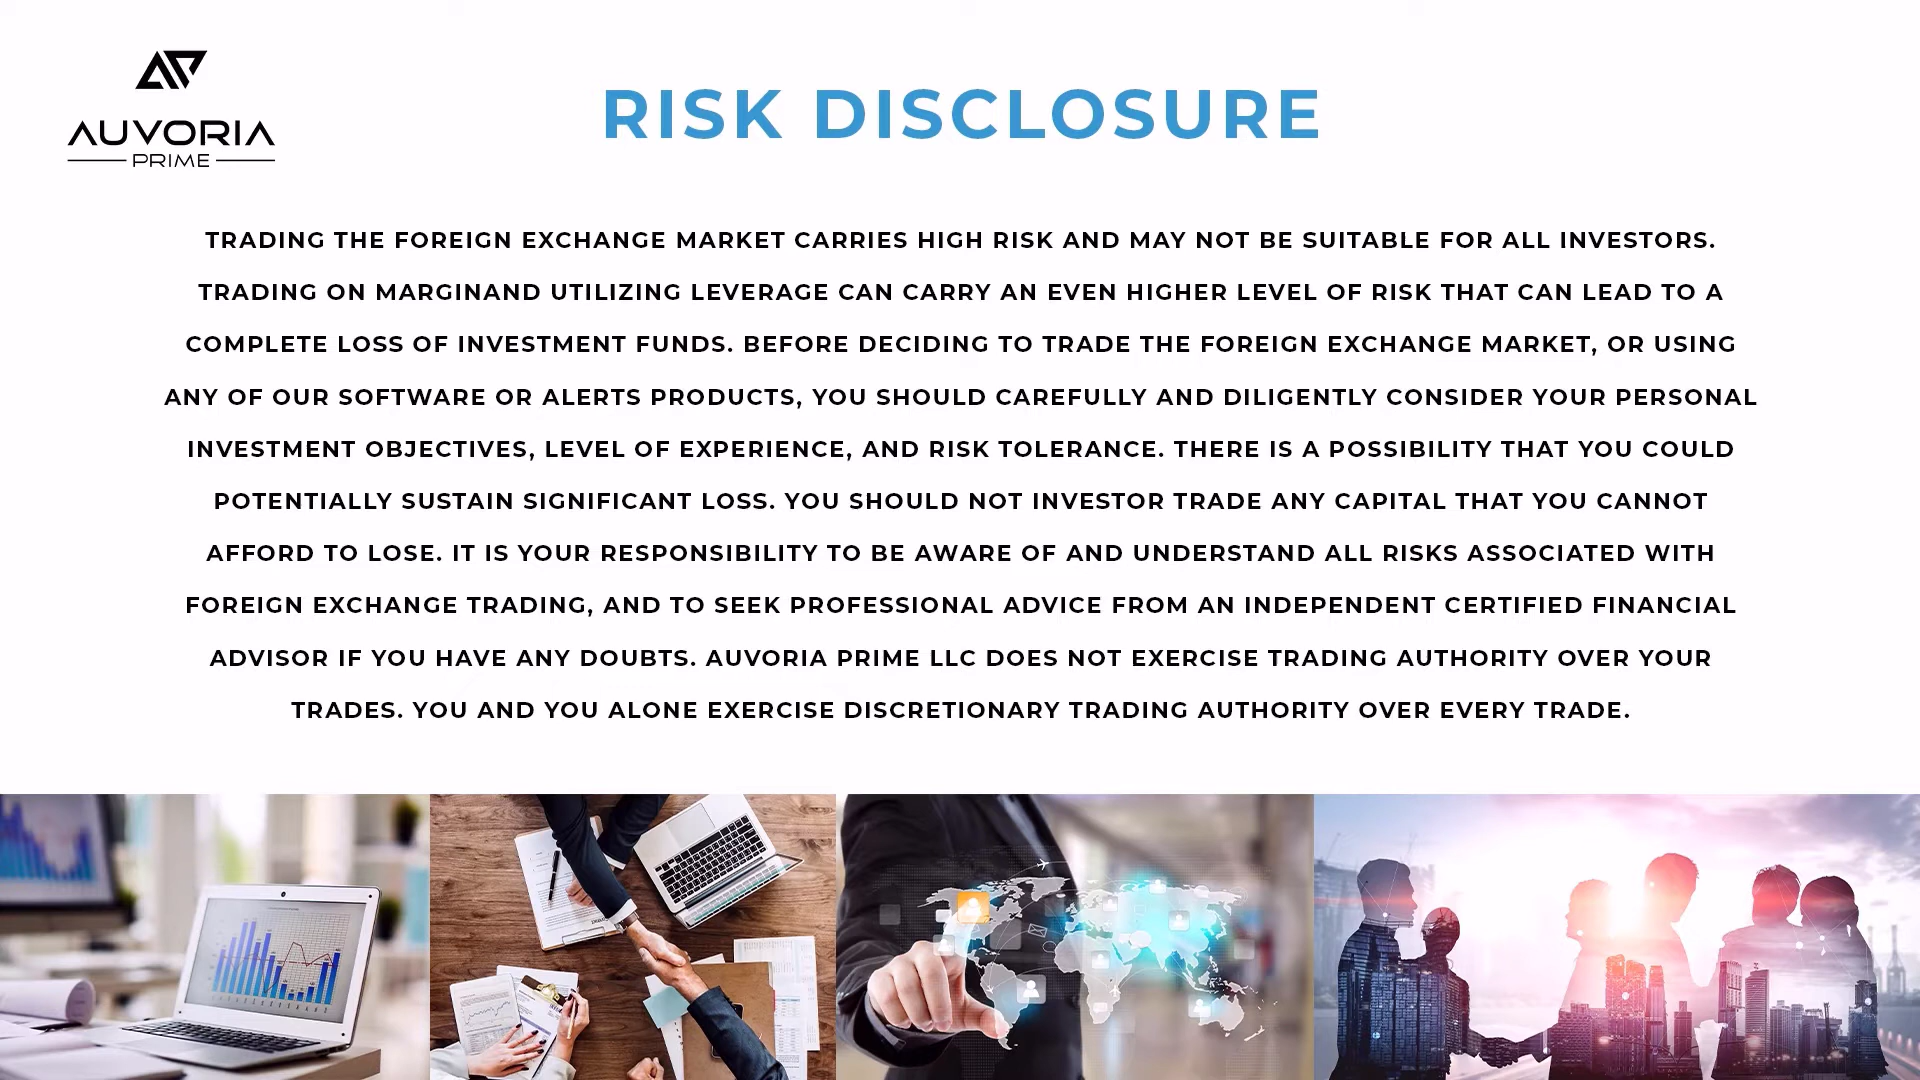 AUVORIA
PRIME
RISK DISCLOSURE
TRADING THE FOREIGN EXCHANGE MARKET CARRIES HIGH RISK AND MAY NOT BE SUITABLE FOR ALL INVESTORS.
TRADING ON MARGINAND UTILIZING LEVERAGE CAN CARRY AN EVEN HIGHER LEVEL OF RISK THAT CAN LEAD TO A
COMPLETE LOSS OF INVESTMENT FUNDS. BEFORE DECIDING TO TRADE THE FOREIGN EXCHANGE MARKET, OR USING
ANY OF OUR SOFTWARE OR ALERTS PRODUCTS, YOU SHOULD CAREFULLY AND DILIGENTLY CONSIDER YOUR PERSONAL
INVESTMENT OBJECTIVES, LEVEL OF EXPERIENCE, AND RISK TOLERANCE. THERE IS A POSSIBILITY THAT YOU COULD
POTENTIALLY SUSTAIN SIGNIFICANT LOSS. YOU SHOULD NOT INVESTOR TRADE ANY CAPITAL THAT YOU CANNOT
AFFORD TO LOSE. IT IS YOUR RESPONSIBILITY TO BE AWARE OF AND UNDERSTAND ALL RISKS ASSOCIATED WITH
FOREIGN EXCHANGE TRADING, AND TO SEEK PROFESSIONAL ADVICE FROM AN INDEPENDENT CERTIFIED FINANCIAL
ADVISOR IF YOU HAVE ANY DOUBTS. AUVORIA PRIME LLC DOES NOT EXERCISE TRADING AUTHORITY OVER YOUR
TRADES. YOU AND YOU ALONE EXERCISE DISCRETIONARY TRADING AUTHORITY OVER EVERY TRADE.